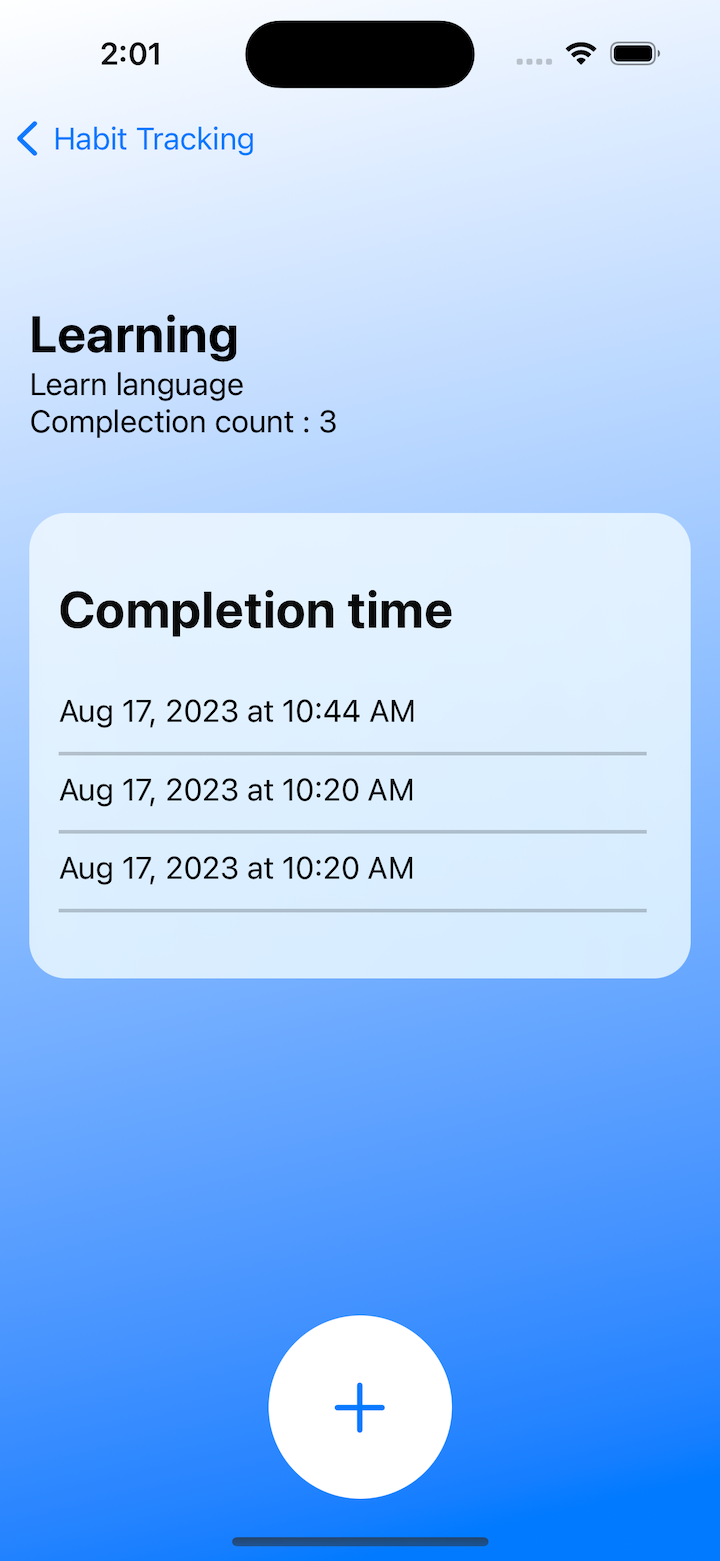 2:01
Habit Tracking
Learning
Learn language
Complection count : 3
Completion time
Aug 17, 2023 at 10:44 AM
Aug 17, 2023 at 10:20 AM
Aug 17, 2023 at 10:20 AM